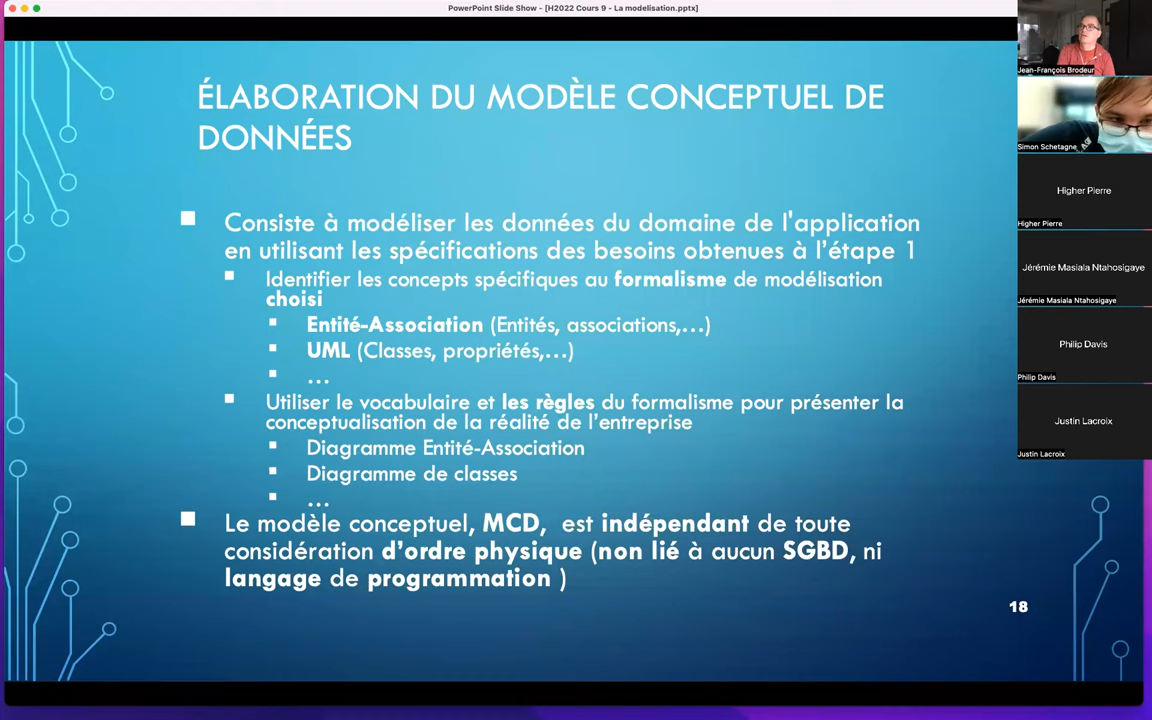 PowerPoint Slide Show - [H2022 Cours 9 - La modelisation.pptx]
ÉLABORATION DU MODÈLE CONCEPTUEL DE
DONNÉES
Consiste à modéliser les données du domaine de l'application
en utilisant les spécifications des besoins obtenues à l'étape 1
Identifier les concepts spécifiques au formalisme de modélisation
choisi
Entité-Association (Entités, associations,...)
UML (Classes, propriétés,...)
...
Utiliser le vocabulaire et les règles du formalisme pour présenter la
conceptualisation de la réalité de l'entreprise
Diagramme Entité-Association
Diagramme de classes
...
Le modèle conceptuel, MCD, est indépendant de toute
considération d'ordre physique (non lié à aucun SGBD, ni
langage de programmation )
18
Jean-François Brodeur
Simon Schetagne
Higher Pierre
Higher Pierre
Jérémie Masiala Ntahosigaye
Jérémie Masiala Ntahosigaye
Philip Davis
Philip Davis
Justin Lacroix
Justin Lacroix